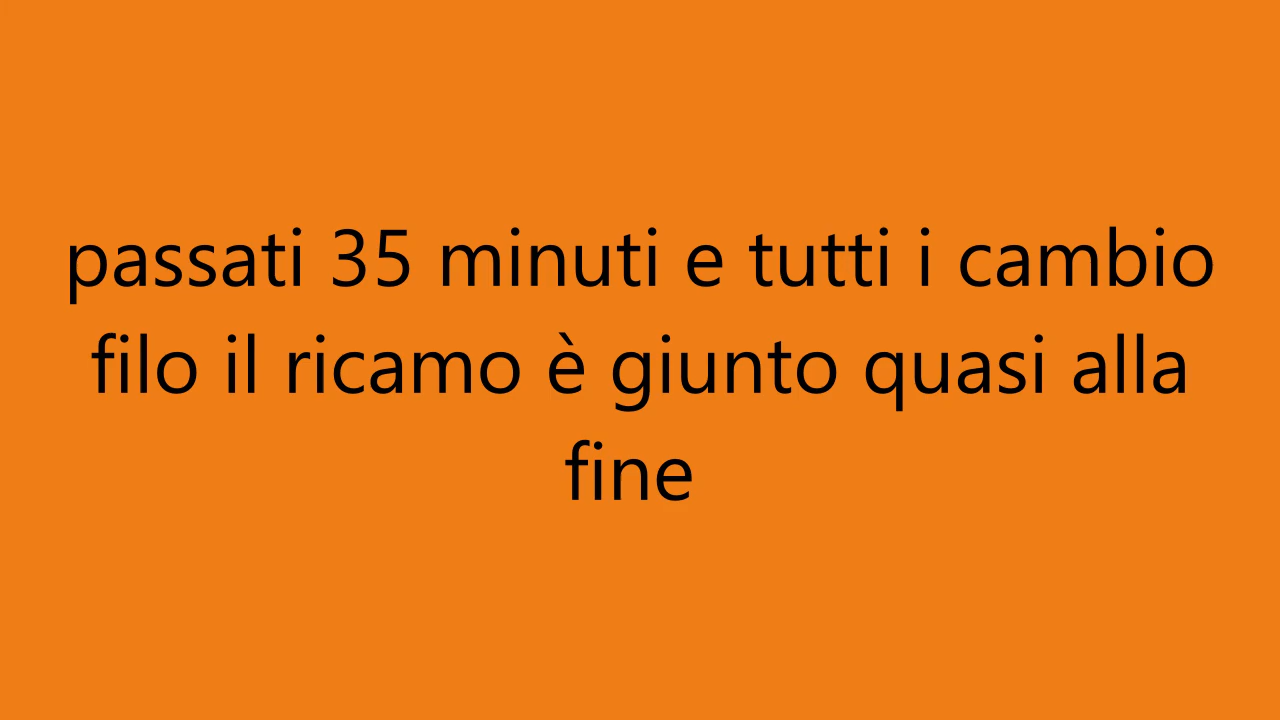 passati 35 minuti e tutti i cambio
filo il ricamo è giunto quasi alla
fine